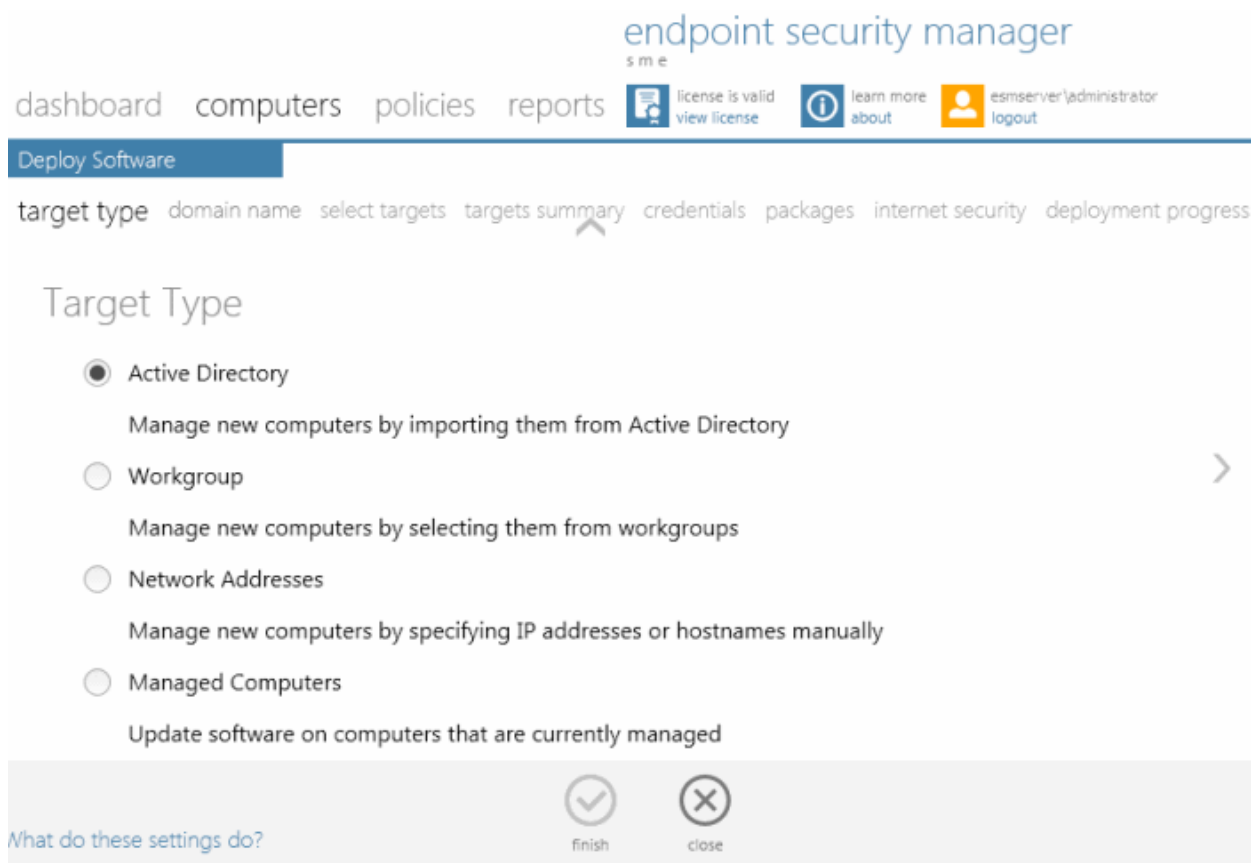 endpoint security manager
sme
dashboard computers policies reports
license is valid
view license
learn more
about
esmserver\administrator
logout
Deploy Software
target type domain name select targets targets summary credentials packages internet security deployment progress
Target Type
Active Directory
Manage new computers by importing them from Active Directory
Workgroup
Manage new computers by selecting them from workgroups
Network Addresses
Manage new computers by specifying IP addresses or hostnames manually
Managed Computers
Update software on computers that are currently managed
What do these settings do?
finish
close